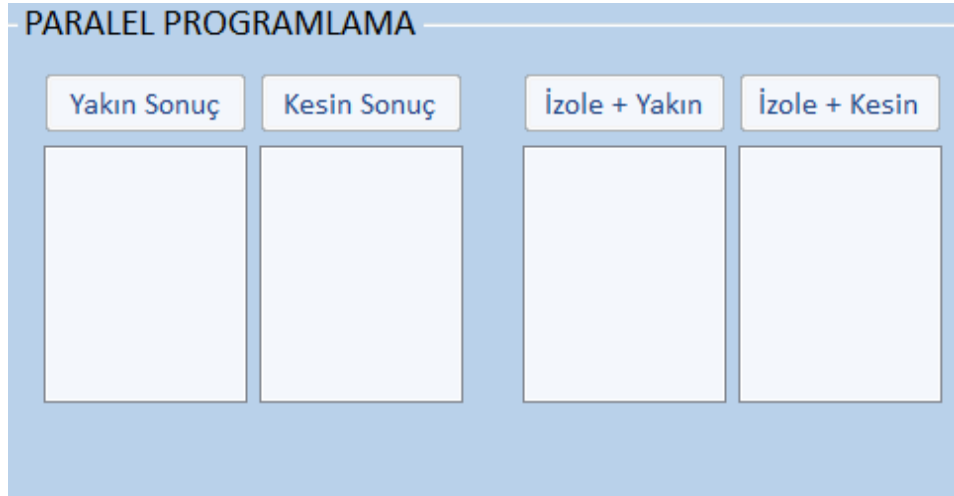 PARALEL PROGRAMLAMA
Yakın Sonuç Kesin Sonuç İzole + Yakın İzole + Kesin